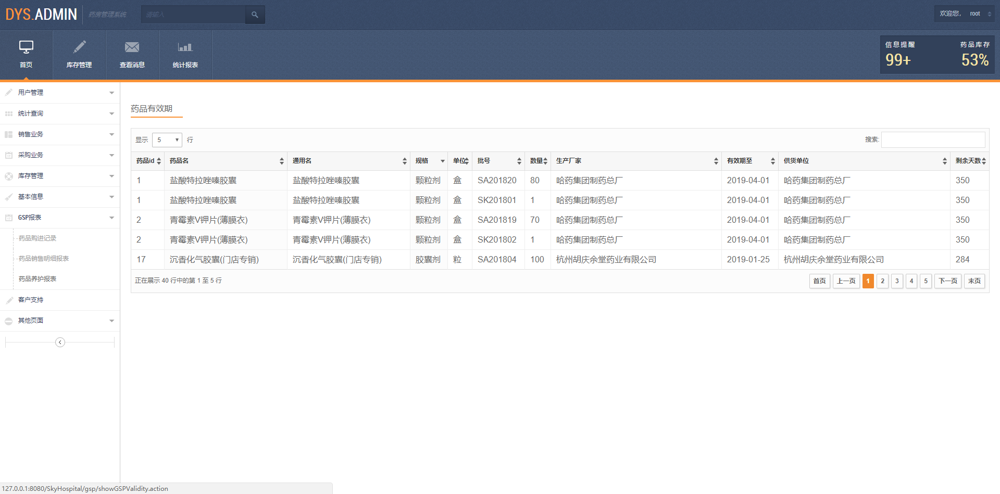 DYS.ADMIN 药房管理系统 请输入 欢迎您, root
首页 库存管理 查看消息 统计报表
信息提醒 药品库存
99+ 53%
用户管理
统计查询
销售业务
采购业务
库存管理
基本信息
GSP报表
药品购进记录
药品销售明细报表
药品养护报表
客户支持
其他页面
药品有效期
显示 5 行 搜索:
药品id 药品名 通用名 规格 单位 批号 数量 生产厂家 有效期至 供货单位 剩余天数
1 盐酸特拉唑嗪胶囊 盐酸特拉唑嗪胶囊 颗粒剂 盒 SA201820 80 哈药集团制药总厂 2019-04-01 哈药集团制药总厂 350
1 盐酸特拉唑嗪胶囊 盐酸特拉唑嗪胶囊 颗粒剂 盒 SK201801 1 哈药集团制药总厂 2019-04-01 哈药集团制药总厂 350
2 青霉素V钾片(薄膜衣) 青霉素V钾片(薄膜衣) 颗粒剂 盒 SA201819 70 哈药集团制药总厂 2019-04-01 哈药集团制药总厂 350
2 青霉素V钾片(薄膜衣) 青霉素V钾片(薄膜衣) 颗粒剂 盒 SK201802 1 哈药集团制药总厂 2019-04-01 哈药集团制药总厂 350
17 沉香化气胶囊(门店专销) 沉香化气胶囊(门店专销) 胶囊剂 粒 SA201804 100 杭州胡庆余堂药业有限公司 2019-01-25 杭州胡庆余堂药业有限公司 284
正在展示 40 行中的第 1 至 5 行 首页 上一页 1 2 3 4 5 下一页 末页
127.0.0.1:8080/SkyHospital/gsp/showGSPValidity.action